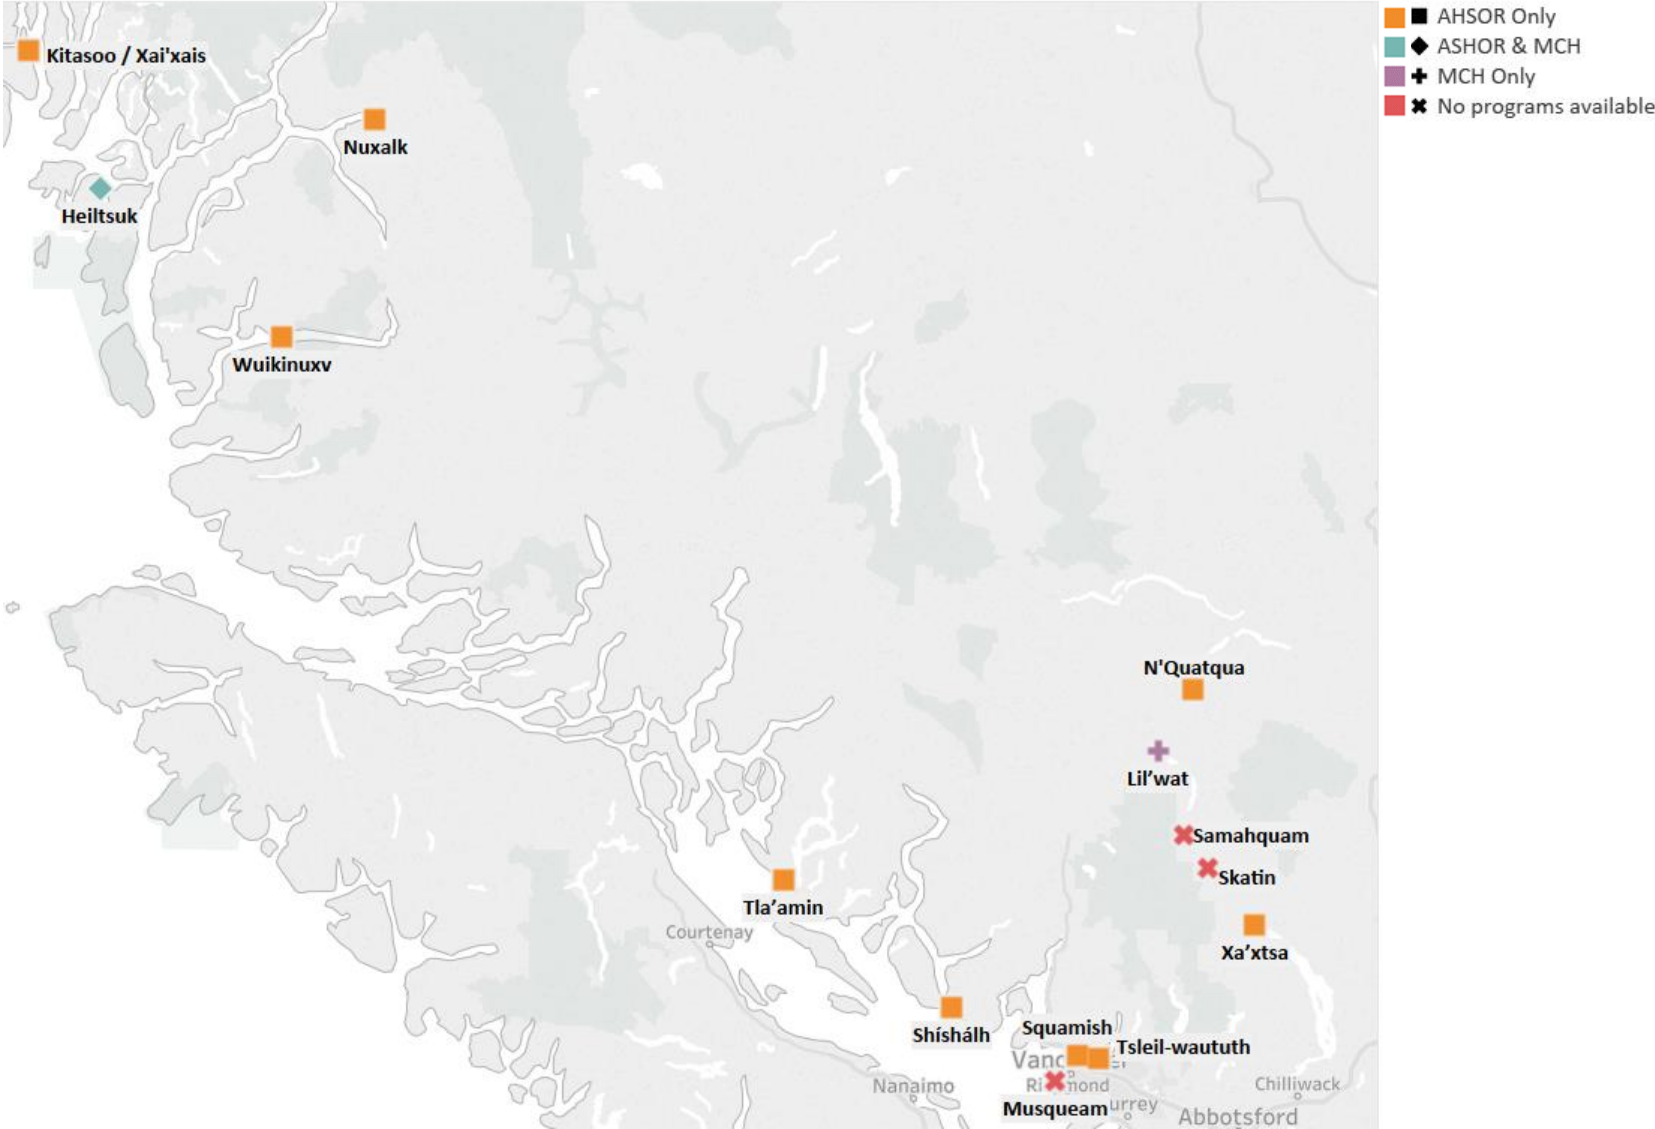 AHSOR Only
ASHOR & MCH
MCH Only
No programs available
Kitasoo / Xai'xais
Nuxalk
Heiltsuk
Wuikinuxv
N'Quatqua
Lil’wat
Samahquam
Skatin
Tla’amin
Courtenay
Xa’xtsa
Shíshálh
Squamish
Tsleil-waututh
Nanaimo
Chilliwack
Musqueam
Abbotsford